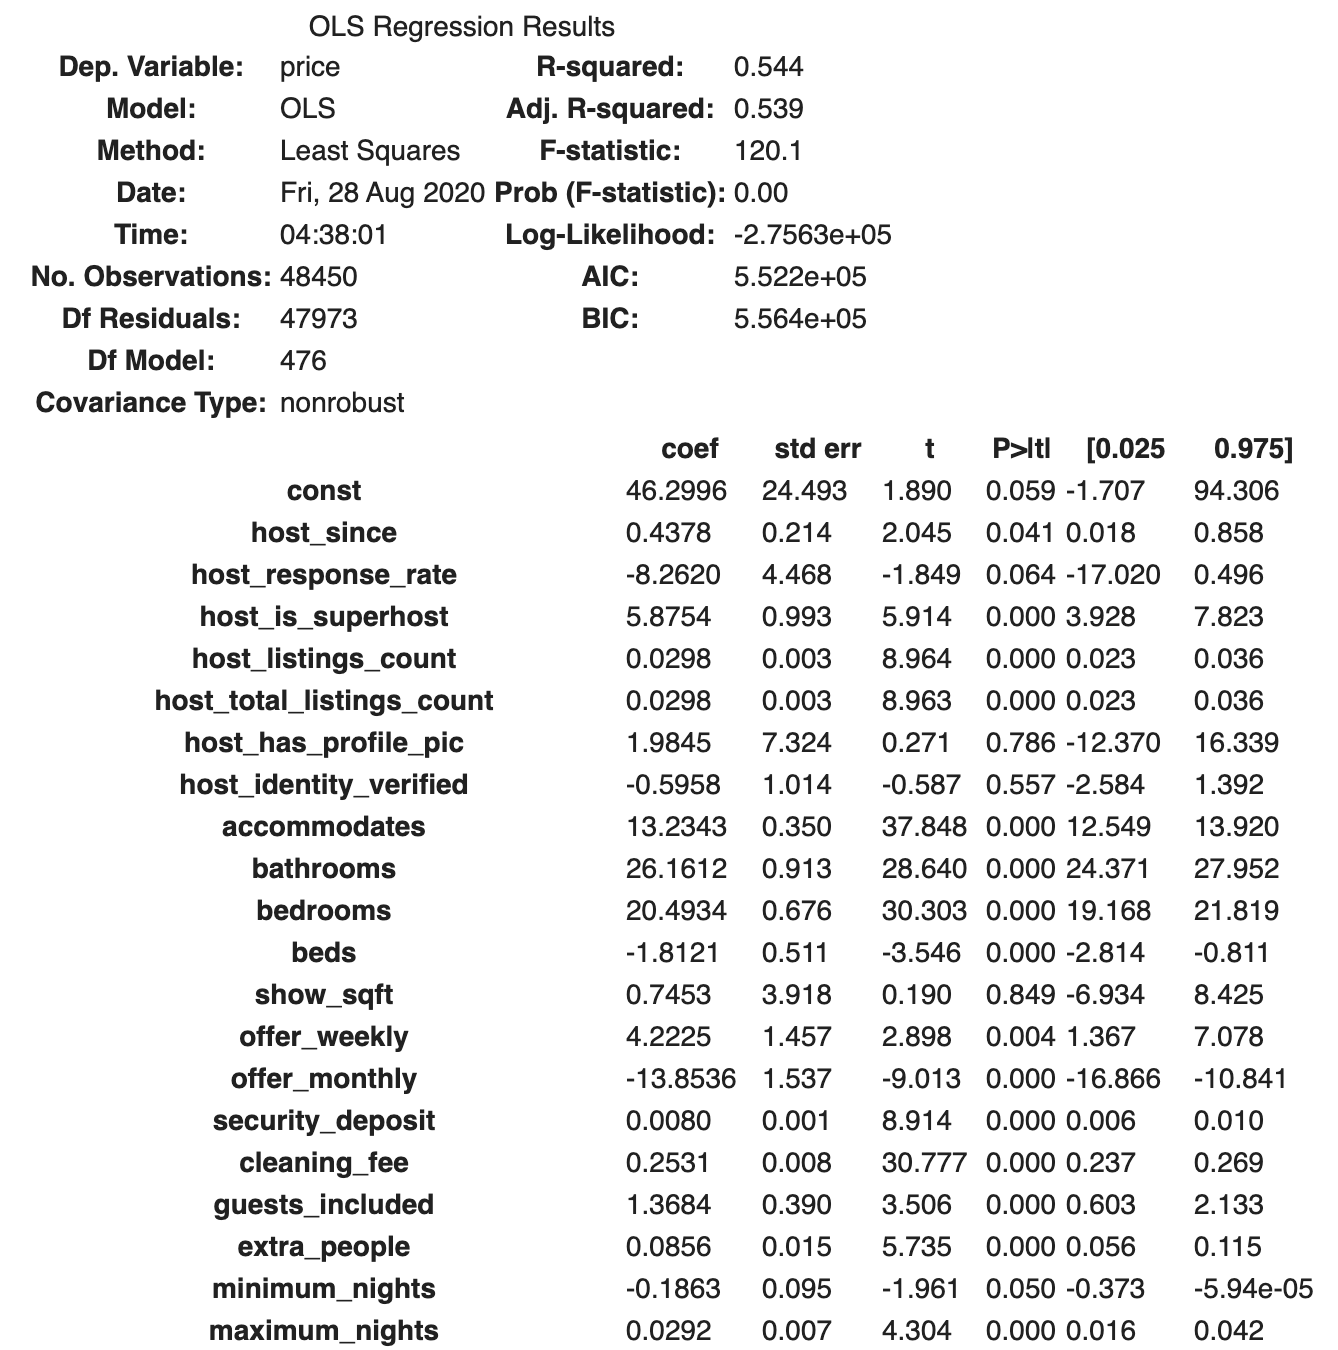 OLS Regression Results
Dep. Variable: price R-squared: 0.544
Model: OLS Adj. R-squared: 0.539
Method: Least Squares F-statistic: 120.1
Date: Fri, 28 Aug 2020 Prob (F-statistic): 0.00
Time: 04:38:01 Log-Likelihood: -2.7563e+05
No. Observations: 48450 AIC: 5.522e+05
Df Residuals: 47973 BIC: 5.564e+05
Df Model: 476
Covariance Type: nonrobust
coef std err t P>|t| [0.025 0.975]
const 46.2996 24.493 1.890 0.059 -1.707 94.306
host_since 0.4378 0.214 2.045 0.041 0.018 0.858
host_response_rate -8.2620 4.468 -1.849 0.064 -17.020 0.496
host_is_superhost 5.8754 0.993 5.914 0.000 3.928 7.823
host_listings_count 0.0298 0.003 8.964 0.000 0.023 0.036
host_total_listings_count 0.0298 0.003 8.963 0.000 0.023 0.036
host_has_profile_pic 1.9845 7.324 0.271 0.786 -12.370 16.339
host_identity_verified -0.5958 1.014 -0.587 0.557 -2.584 1.392
accommodates 13.2343 0.350 37.848 0.000 12.549 13.920
bathrooms 26.1612 0.913 28.640 0.000 24.371 27.952
bedrooms 20.4934 0.676 30.303 0.000 19.168 21.819
beds -1.8121 0.511 -3.546 0.000 -2.814 -0.811
show_sqft 0.7453 3.918 0.190 0.849 -6.934 8.425
offer_weekly 4.2225 1.457 2.898 0.004 1.367 7.078
offer_monthly -13.8536 1.537 -9.013 0.000 -16.866 -10.841
security_deposit 0.0080 0.001 8.914 0.000 0.006 0.010
cleaning_fee 0.2531 0.008 30.777 0.000 0.237 0.269
guests_included 1.3684 0.390 3.506 0.000 0.603 2.133
extra_people 0.0856 0.015 5.735 0.000 0.056 0.115
minimum_nights -0.1863 0.095 -1.961 0.050 -0.373 -5.94e-05
maximum_nights 0.0292 0.007 4.304 0.000 0.016 0.042